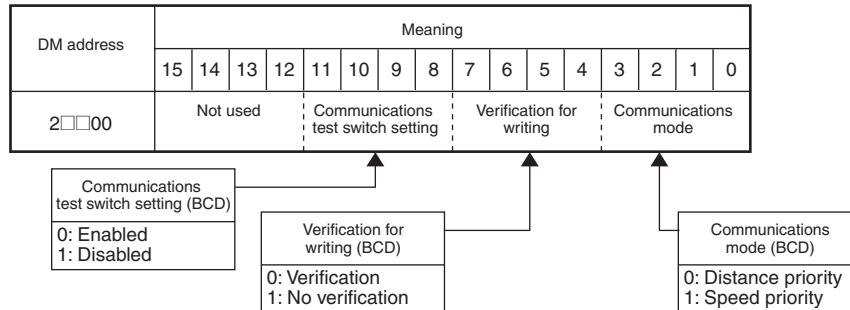 DM address
Meaning
15 14 13 12 11 10 9 8 7 6 5 4 3 2 1 0
2□□00
Not used
Communications
test switch setting
Verification for
writing
Communications
mode
Communications
test switch setting (BCD)
0: Enabled
1: Disabled
Verification for
writing (BCD)
0: Verification
1: No verification
Communications
mode (BCD)
0: Distance priority
1: Speed priority